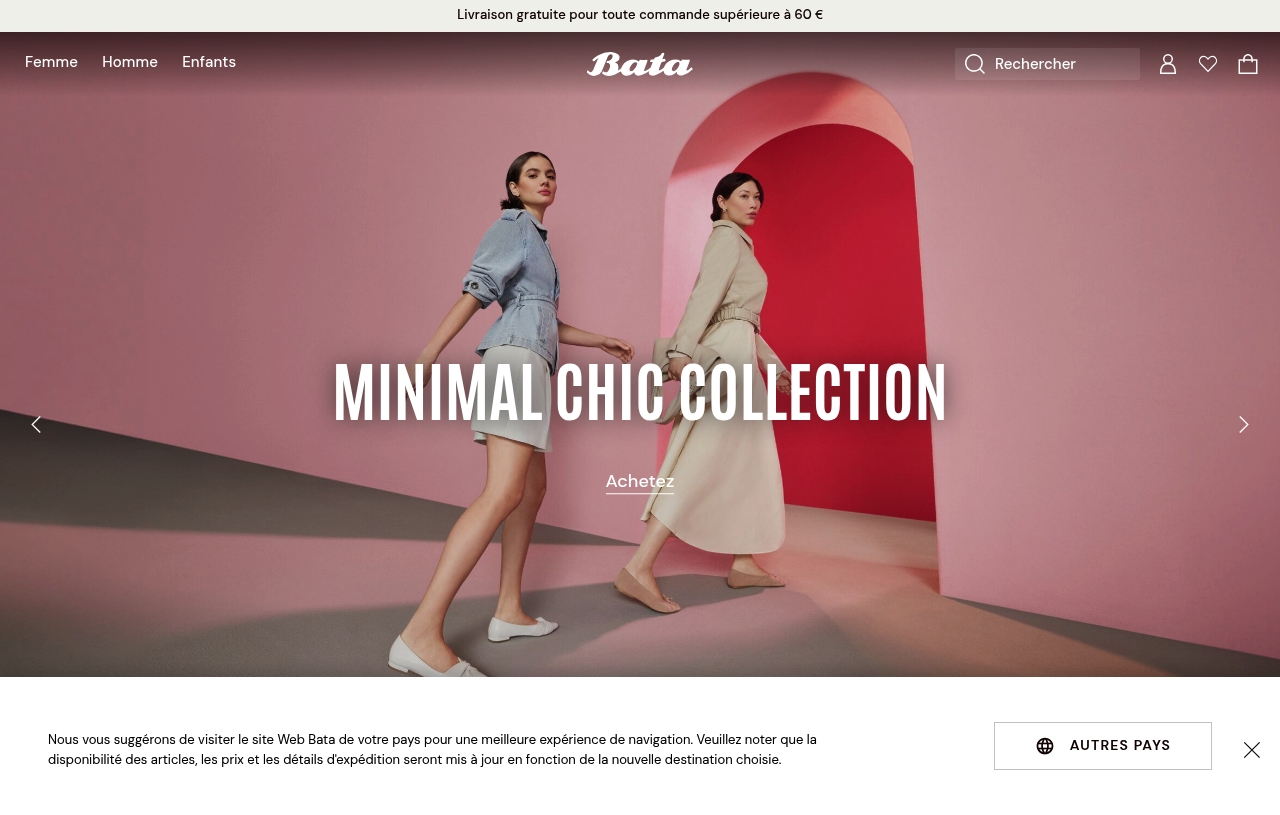 Livraison gratuite pour toute commande supérieure à 60 €
Femme Homme Enfants
Bata
Rechercher
MINIMAL CHIC COLLECTION
Achetez
Nous vous suggérons de visiter le site Web Bata de votre pays pour une meilleure expérience de navigation. Veuillez noter que la
disponibilité des articles, les prix et les détails d'expédition seront mis à jour en fonction de la nouvelle destination choisie.
AUTRES PAYS